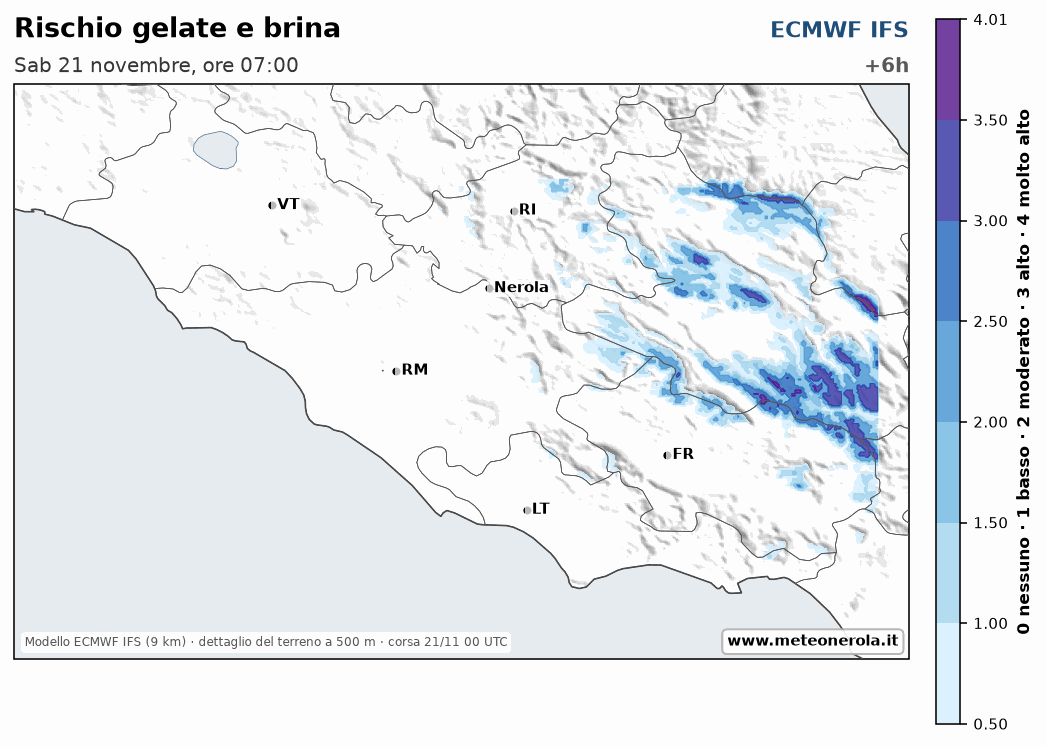 Rischio gelate e brina
ECMWF IFS
Sab 21 novembre, ore 07:00
+6h
VT
RI
Nerola
RM
FR
LT
Modello ECMWF IFS (9 km) · dettaglio del terreno a 500 m · corsa 21/11 00 UTC
www.meteonerola.it
4.01
3.50
3.00
2.50
2.00
1.50
1.00
0.50
0 nessuno · 1 basso · 2 moderato · 3 alto · 4 molto alto